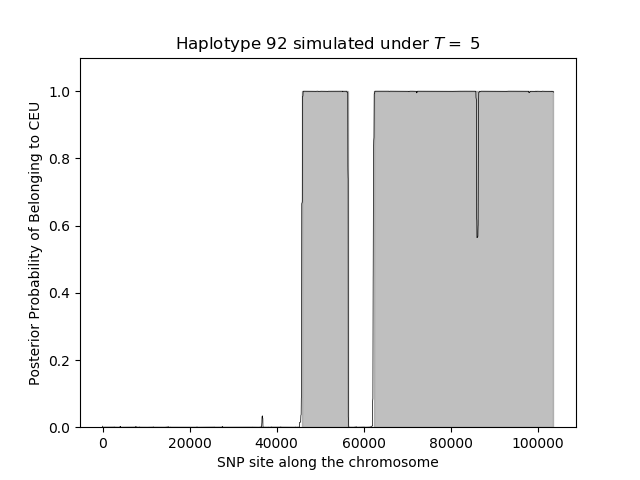 Haplotype 92 simulated under T = 5
Posterior Probability of Belonging to CEU
1.0
0.8
0.6
0.4
0.2
0.0
0 20000 40000 60000 80000 100000
SNP site along the chromosome